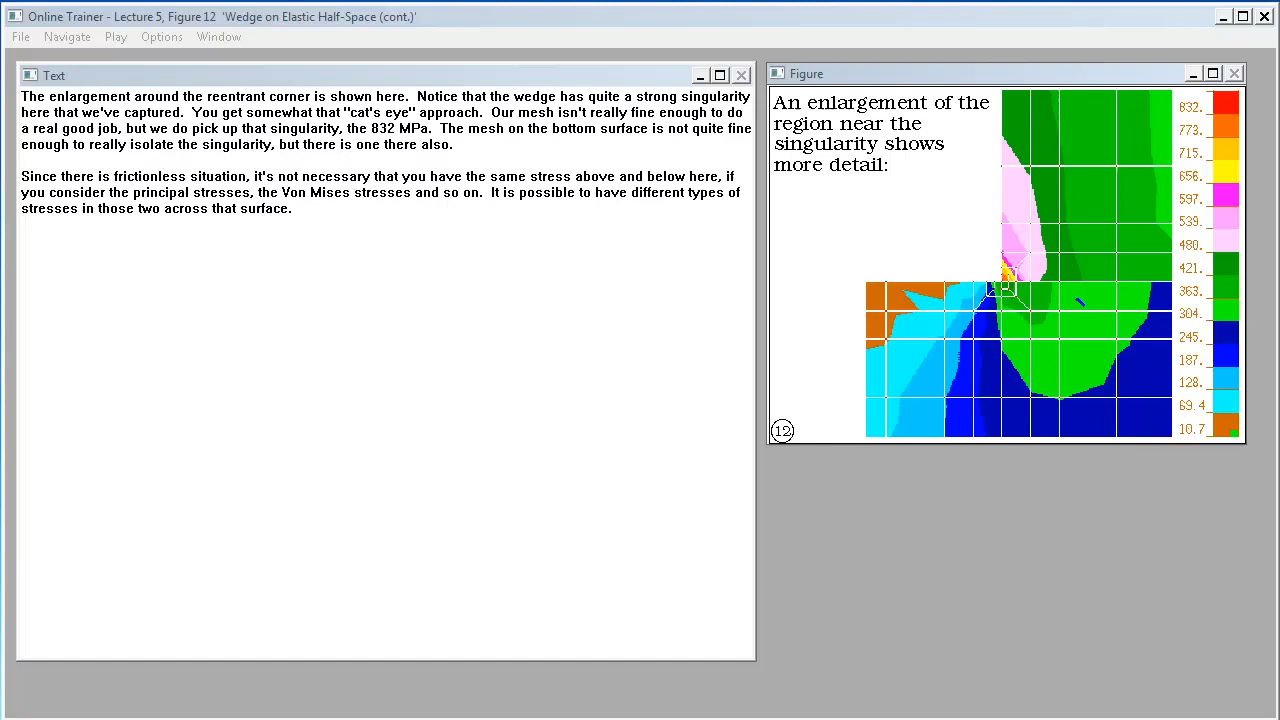 Online Trainer - Lecture 5, Figure 12 'Wedge on Elastic Half-Space (cont.)'
File Navigate Play Options Window
Text
The enlargement around the reentrant corner is shown here. Notice that the wedge has quite a strong singularity
here that we've captured. You get somewhat that "cat's eye" approach. Our mesh isn't really fine enough to do
a real good job, but we do pick up that singularity, the 832 MPa. The mesh on the bottom surface is not quite fine
enough to really isolate the singularity, but there is one there also.
Since there is frictionless situation, it's not necessary that you have the same stress above and below here, if
you consider the principal stresses, the Von Mises stresses and so on. It is possible to have different types of
stresses in those two across that surface.
Figure
An enlargement of the
region near the
singularity shows
more detail:
832.
773.
715.
656.
597.
539.
480.
421.
363.
304.
245.
187.
128.
69.4
10.7
12